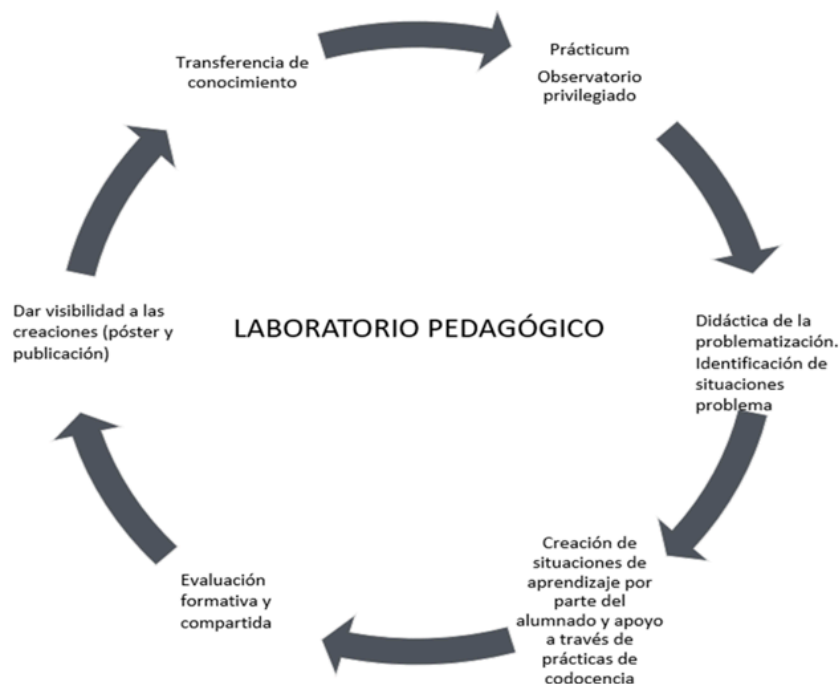 Transferencia de
conocimiento
Prácticum
Observatorio
privilegiado
Didáctica de la
problematización.
Identificación de
situaciones
problema
LABORATORIO PEDAGÓGICO
Creación de
situaciones de
aprendizaje por
parte del
alumnado y apoyo
a través de
prácticas de
codocencia
Evaluación
formativa y
compartida
Dar visibilidad a las
creaciones (póster y
publicación)